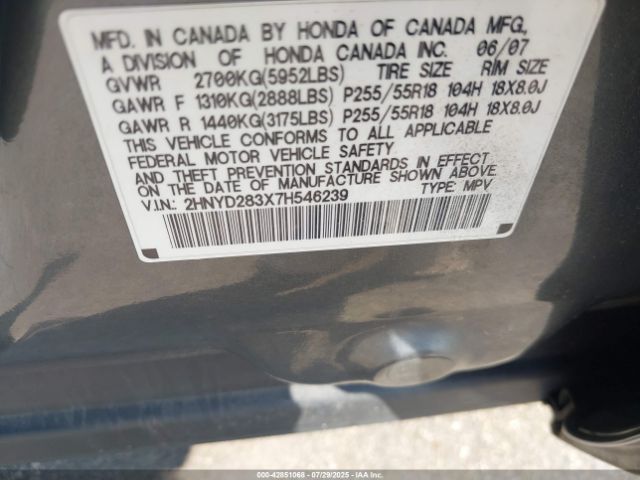 MFD. IN CANADA BY HONDA OF CANADA MFG.,
A DIVISION OF HONDA CANADA INC. 06/07
GVWR 2700KG(5952LBS) TIRE SIZE RIM SIZE
GAWR F 1310KG(2888LBS) P255/55R18 104H 18X8.0J
GAWR R 1440KG(3175LBS) P255/55R18 104H 18X8.0J
THIS VEHICLE CONFORMS TO ALL APPLICABLE
FEDERAL MOTOR VEHICLE SAFETY
AND THEFT PREVENTION STANDARDS IN EFFECT
ON THE DATE OF MANUFACTURE SHOWN ABOVE.
V.I.N: 2HNYD283X7H546239 TYPE: MPV
000-42851068 - 07/29/2025 - IAA Inc.